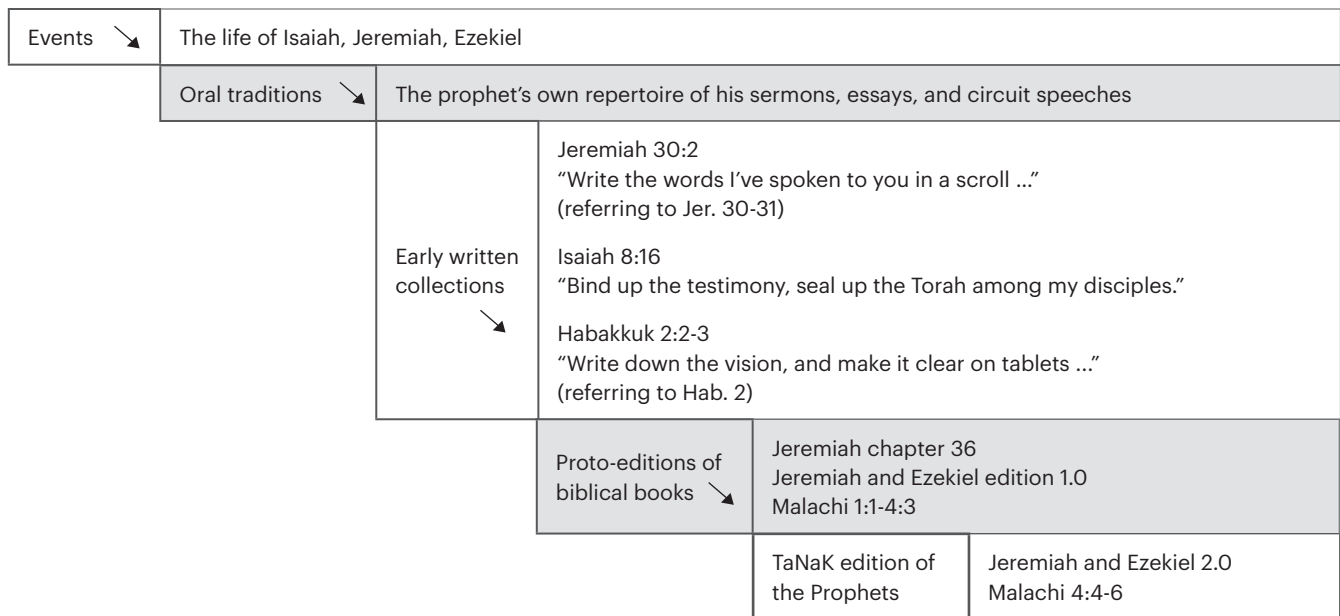 Events
The life of Isaiah, Jeremiah, Ezekiel
Oral traditions
The prophet’s own repertoire of his sermons, essays, and circuit speeches
Early written
collections
Jeremiah 30:2
“Write the words I’ve spoken to you in a scroll ...”
(referring to Jer. 30-31)
Isaiah 8:16
“Bind up the testimony, seal up the Torah among my disciples.”
Habakkuk 2:2-3
“Write down the vision, and make it clear on tablets ...”
(referring to Hab. 2)
Proto-editions of
biblical books
Jeremiah chapter 36
Jeremiah and Ezekiel edition 1.0
Malachi 1:1-4:3
TaNaK edition of
the Prophets
Jeremiah and Ezekiel 2.0
Malachi 4:4-6